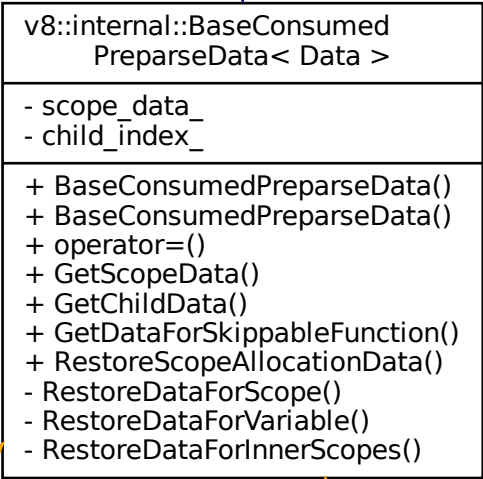 v8::internal::BaseConsumed
PreparseData< Data >
- scope_data_
- child_index_
+ BaseConsumedPreparseData()
+ BaseConsumedPreparseData()
+ operator=()
+ GetScopeData()
+ GetChildData()
+ GetDataForSkippableFunction()
+ RestoreScopeAllocationData()
- RestoreDataForScope()
- RestoreDataForVariable()
- RestoreDataForInnerScopes()